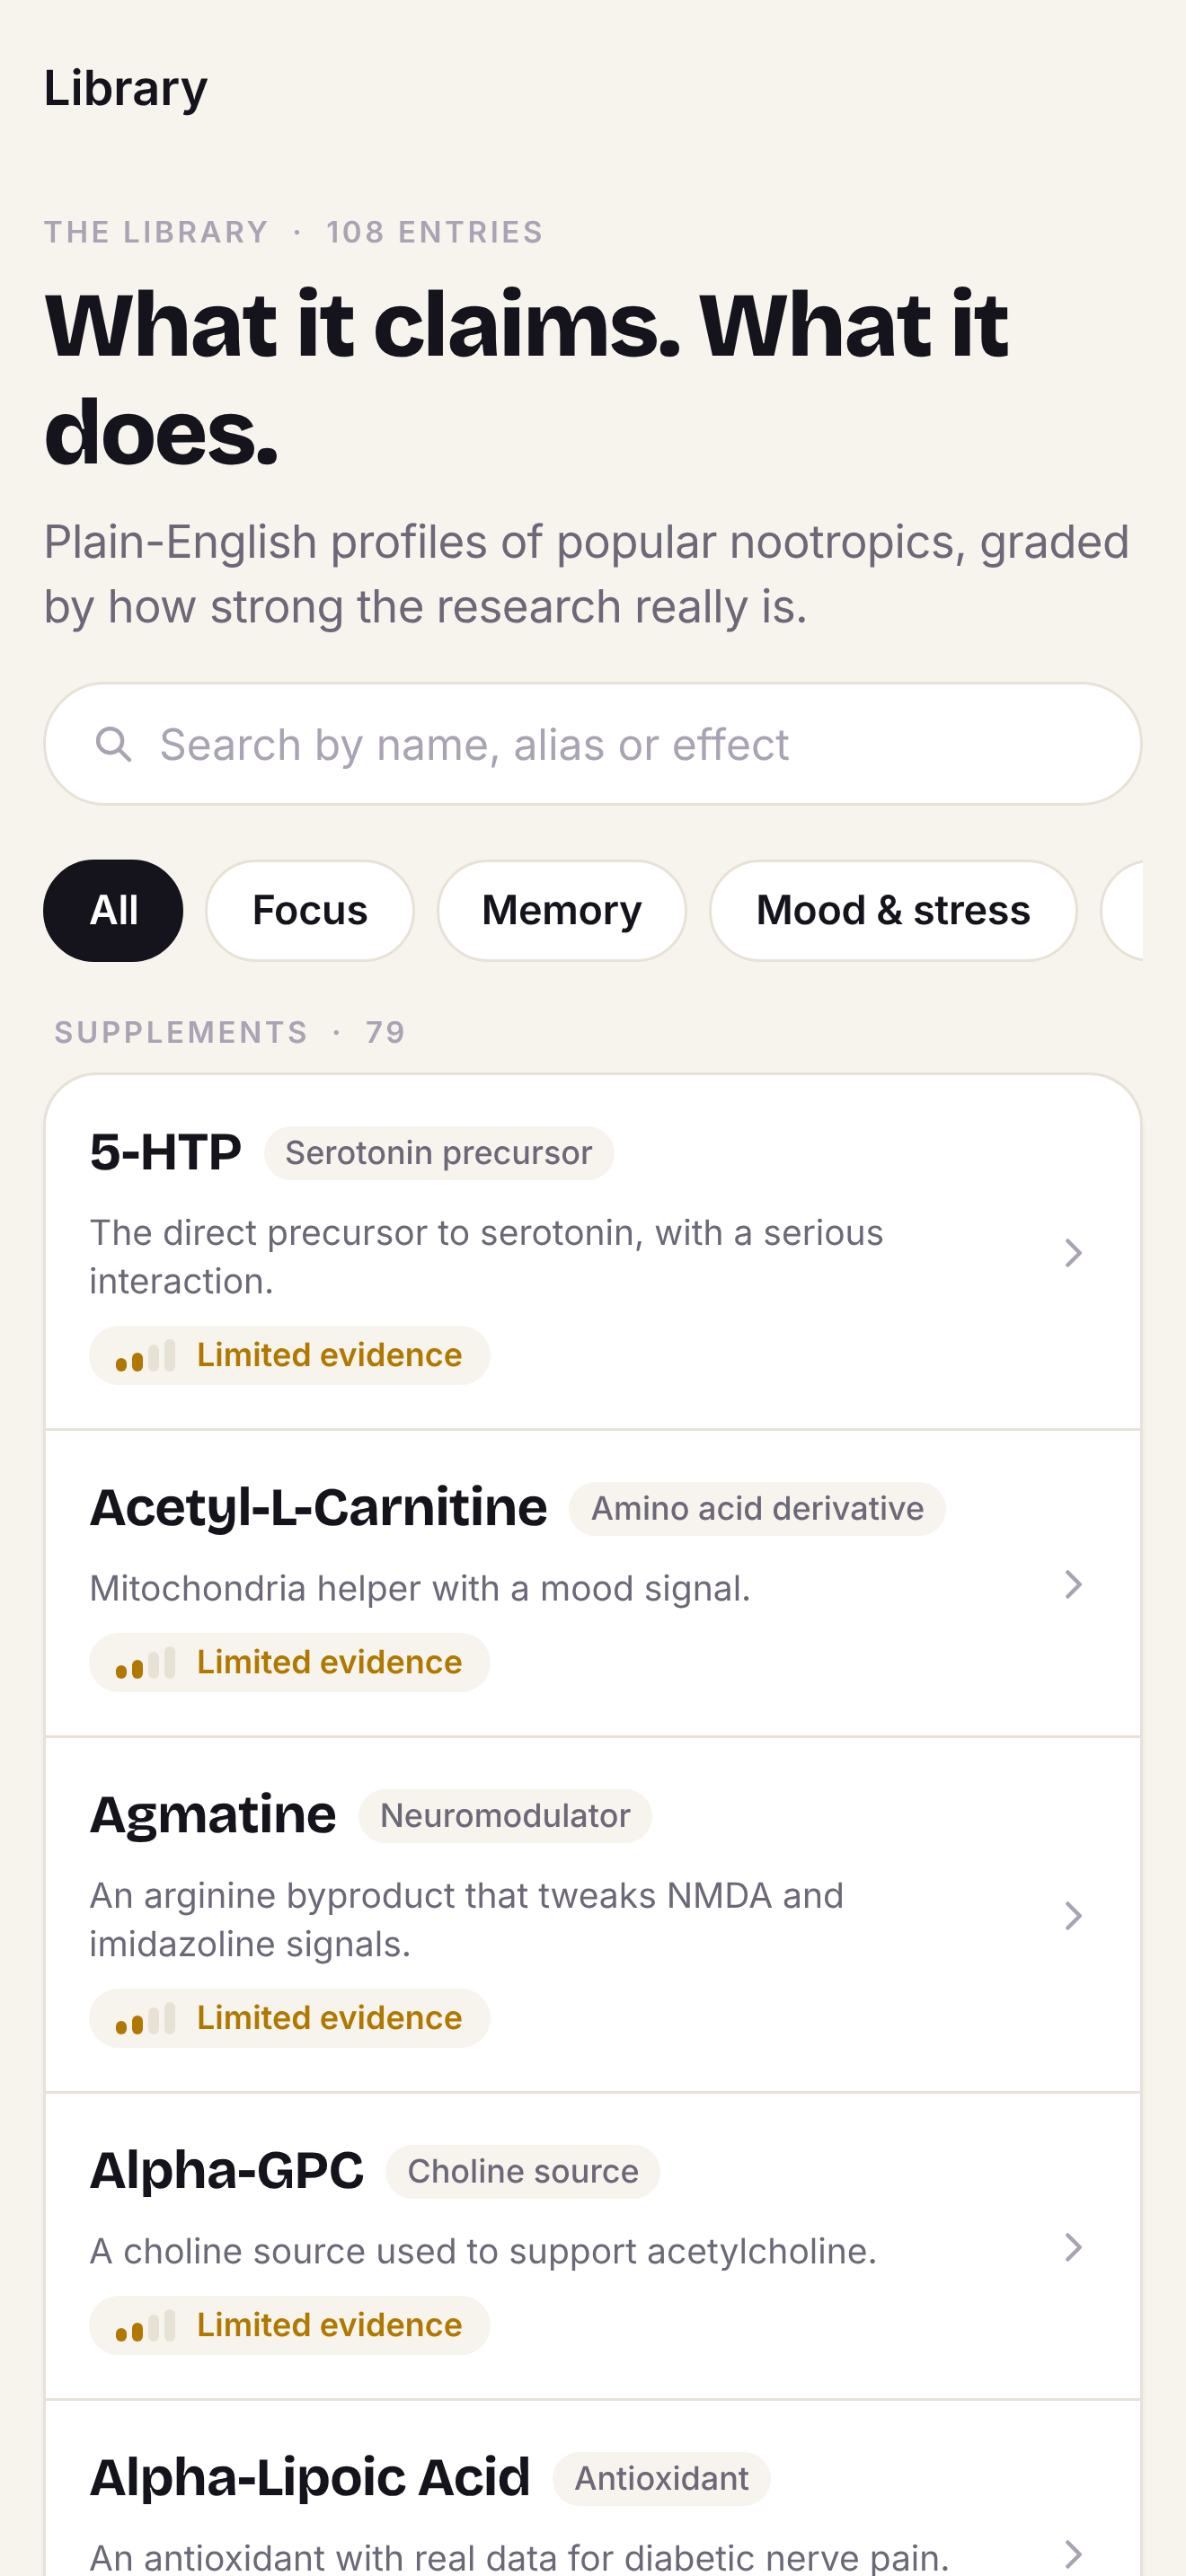 Library
THE LIBRARY · 108 ENTRIES
What it claims. What it
does.
Plain-English profiles of popular nootropics, graded
by how strong the research really is.
Search by name, alias or effect
All Focus Memory Mood & stress
SUPPLEMENTS · 79
5-HTP Serotonin precursor
The direct precursor to serotonin, with a serious
interaction.
Limited evidence
Acetyl-L-Carnitine Amino acid derivative
Mitochondria helper with a mood signal.
Limited evidence
Agmatine Neuromodulator
An arginine byproduct that tweaks NMDA and
imidazoline signals.
Limited evidence
Alpha-GPC Choline source
A choline source used to support acetylcholine.
Limited evidence
Alpha-Lipoic Acid Antioxidant
An antioxidant with real data for diabetic nerve pain.